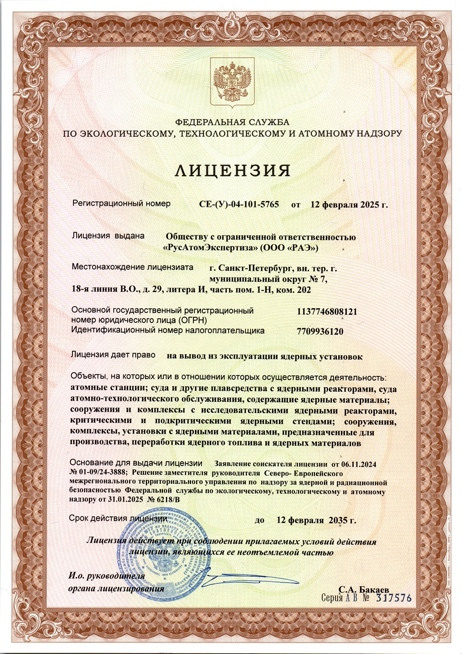 ФЕДЕРАЛЬНАЯ СЛУЖБА
ПО ЭКОЛОГИЧЕСКОМУ, ТЕХНОЛОГИЧЕСКОМУ И АТОМНОМУ НАДЗОРУ
ЛИЦЕНЗИЯ
Регистрационный номер СЕ-(У)-04-101-5765 от 12 февраля 2025 г.
Лицензия выдана Обществу с ограниченной ответственностью
«РусАтомЭкспертиза» (ООО «РАЭ»)
Местонахождение лицензиата г. Санкт-Петербург, вн. тер. г.
муниципальный округ № 7,
18-я линия В.О., д. 29, литера И, часть пом. 1-Н, ком. 202
Основной государственный регистрационный
номер юридического лица (ОГРН) 1137746808121
Идентификационный номер налогоплательщика 7709936120
Лицензия дает право на вывод из эксплуатации ядерных установок
Объекты, на которых или в отношении которых осуществляется деятельность:
атомные станции; суда и другие плавсредства с ядерными реакторами, суда
атомно-технологического обслуживания, содержащие ядерные материалы;
сооружения и комплексы с исследовательскими ядерными реакторами,
критическими и подкритическими ядерными стендами; сооружения,
комплексы, установки с ядерными материалами, предназначенные для
производства, переработки ядерного топлива и ядерных материалов
Основание для выдачи лицензии Заявление соискателя лицензии от 06.11.2024
№ 01-09/24-3888; Решение заместителя руководителя Северо- Европейского
межрегионального территориального управления по надзору за ядерной и радиационной
безопасностью Федеральной службы по экологическому, технологическому и атомному
надзору от 31.01.2025 № 6218/В
Срок действия лицензии до 12 февраля 2035 г.
Лицензия действует при соблюдении прилагаемых условий действия
лицензии, являющихся ее неотъемлемой частью
И.о. руководителя
органа лицензирования С.А. Бакаев
Серия А В № 317576